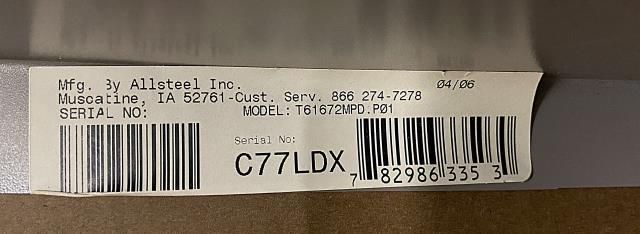 Mfg. By Allsteel Inc. 04/06
Muscatine, IA 52761-Cust. Serv. 866 274-7278
SERIAL NO: MODEL: T61672MPD.P01
Serial No:
C77LDX
7 82986 335 3